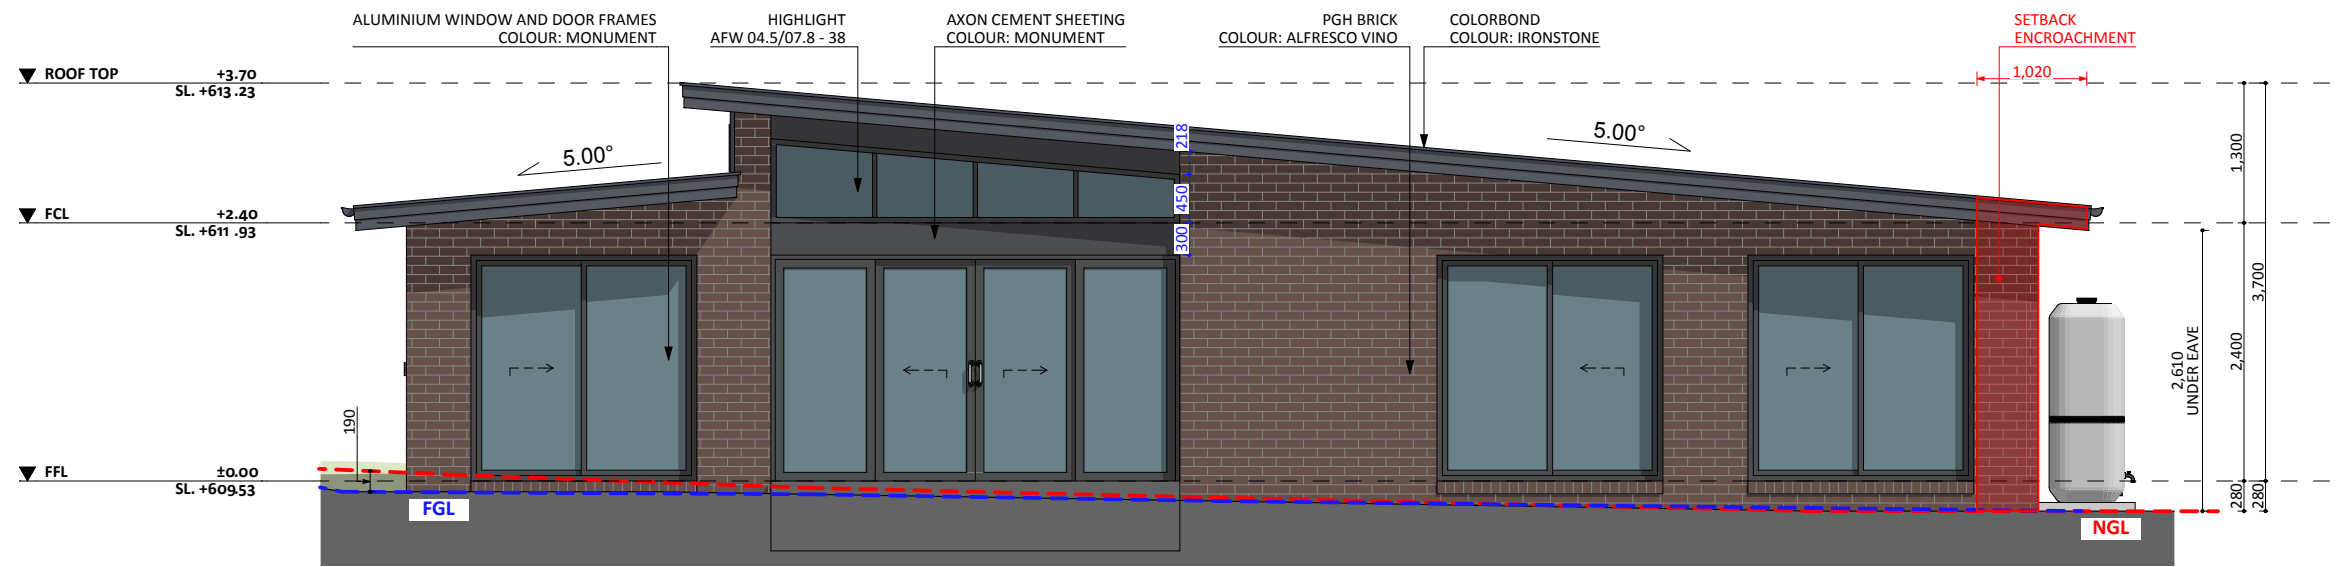 ALUMINIUM WINDOW AND DOOR FRAMES
COLOUR: MONUMENT
HIGHLIGHT
AFW 04.5/07.8 - 38
AXON CEMENT SHEETING
COLOUR: MONUMENT
PGH BRICK
COLOUR: ALFRESCO VINO
COLORBOND
COLOUR: IRONSTONE
SETBACK
ENCROACHMENT
1,020
ROOF TOP +3.70
SL. +613.23
5.00°
5.00°
218
450
300
FCL +2.40
SL. +611.93
1,300
3,700
2,400
2,610
UNDER EAVE
190
FFL ±0.00
SL. +609.53
280
280
FGL
NGL